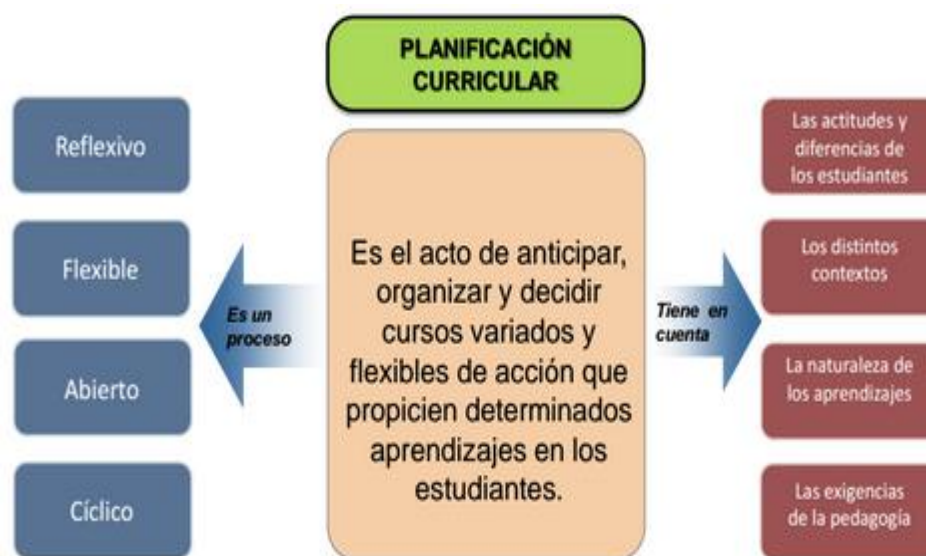 PLANIFICACIÓN
CURRICULAR
Reflexivo
Flexible
Abierto
Cíclico
Es un
proceso
Es el acto de anticipar,
organizar y decidir
cursos variados y
flexibles de acción que
propicien determinados
aprendizajes en los
estudiantes.
Tiene en
cuenta
Las actitudes y
diferencias de
los estudiantes
Los distintos
contextos
La naturaleza de
los aprendizajes
Las exigencias
de la pedagogía